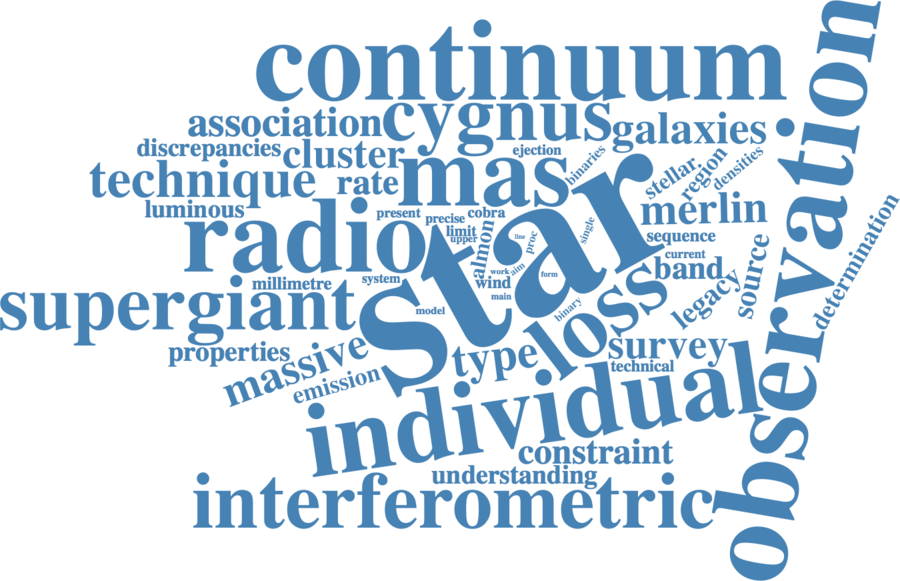 continuum
observation
association
cygnus
galaxies
discrepancies
cluster
ejection
binaries
technique
rate
mas
stellar
region
densities
luminous
present
precise
cobra
merlin
radio
limit
upper
almon
line
proc
single
star
sequence
current
band
source
determination
millimetre
system
wind
work
aim
main
form
binary
model
legacy
supergiant
loss
properties
massive
emission
type
survey
technical
individual
constraint
understanding
interferometric